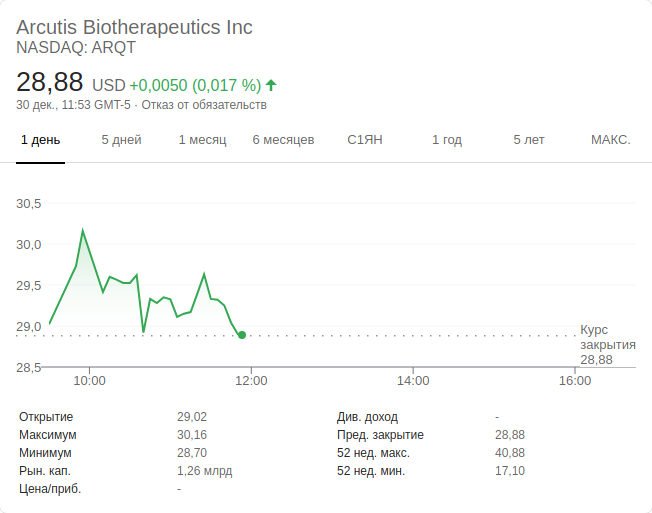 Arcutis Biotherapeutics Inc
NASDAQ: ARQT
28,88 USD +0,0050 (0,017 %)
30 дек., 11:53 GMT-5 · Отказ от обязательств
1 день 5 дней 1 месяц 6 месяцев С1ЯН 1 год 5 лет МАКС.
30,5
30,0
29,5
29,0
Курс
закрытия
28,88
28,5
10:00 12:00 14:00 16:00
Открытие 29,02 Див. доход -
Максимум 30,16 Пред. закрытие 28,88
Минимум 28,70 52 нед. макс. 40,88
Рын. кап. 1,26 млрд 52 нед. мин. 17,10
Цена/приб. -